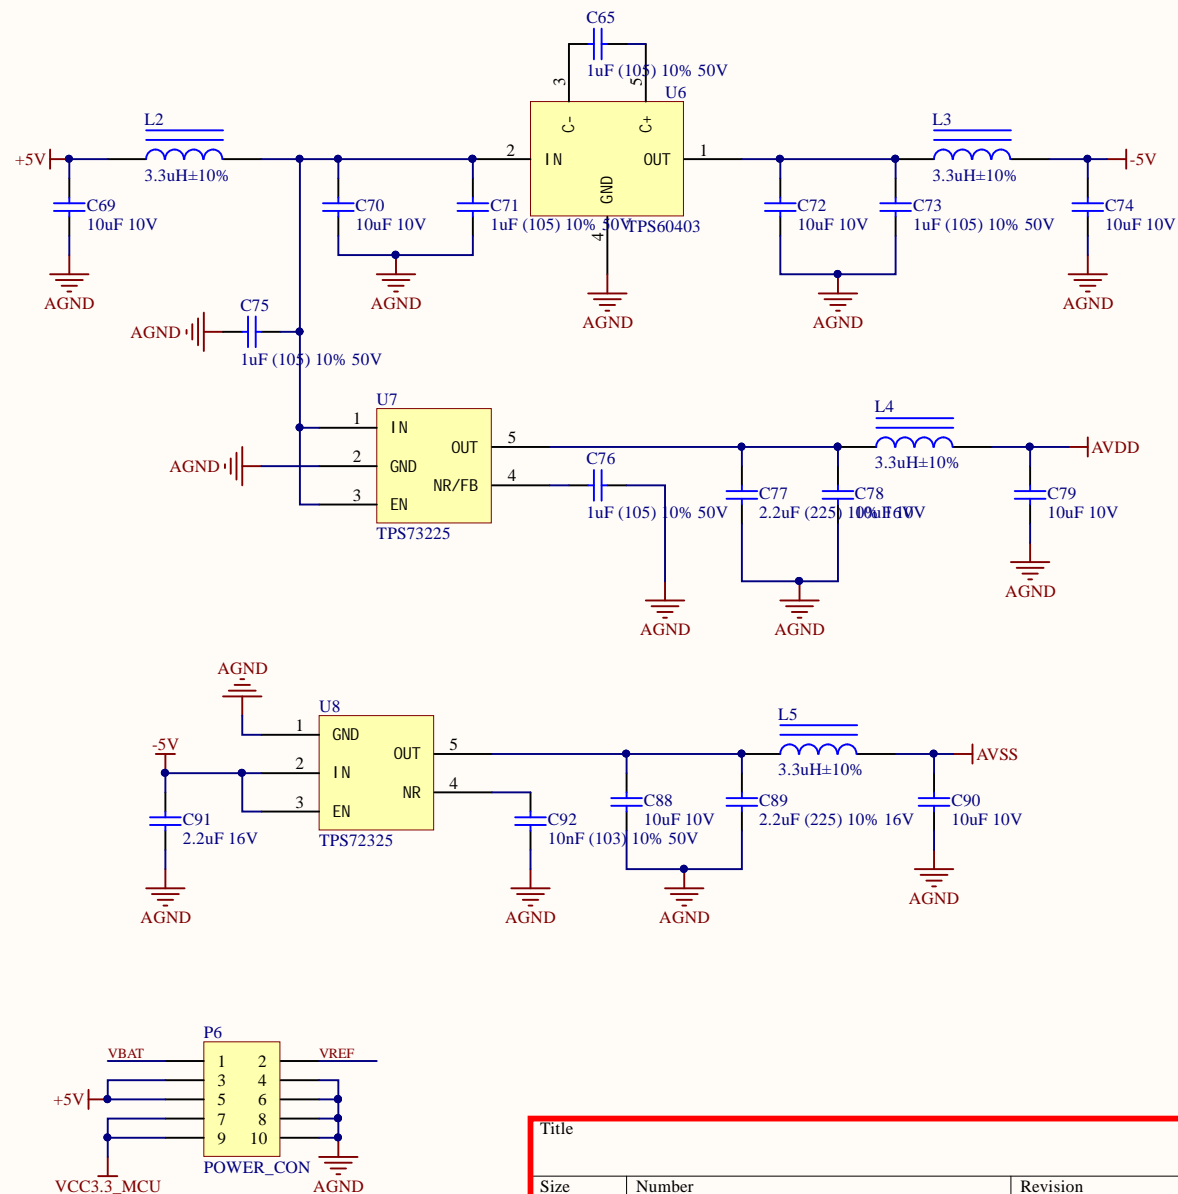 C65
1uF (105) 10% 50V
3
5
U6
C-
C+
L2
L3
+5V
2
IN
OUT
1
-5V
3.3uH±10%
3.3uH±10%
GND
C69
10uF 10V
C70
10uF 10V
C71
1uF (105) 10% 50V
4
TPS60403
C72
10uF 10V
C73
1uF (105) 10% 50V
C74
10uF 10V
AGND
AGND
AGND
AGND
AGND
C75
AGND
1uF (105) 10% 50V
U7
L4
1
IN
OUT
5
AVDD
AGND
2
GND
C76
3.3uH±10%
NR/FB
4
3
EN
1uF (105) 10% 50V
C77
2.2uF (225) 10% 16V
C78
10uF 10V
C79
10uF 10V
TPS73225
AGND
AGND
AGND
AGND
U8
L5
1
GND
-5V
OUT
5
AVSS
2
IN
3.3uH±10%
NR
4
3
EN
C91
2.2uF 16V
TPS72325
C92
10nF (103) 10% 50V
C88
10uF 10V
C89
2.2uF (225) 10% 16V
C90
10uF 10V
AGND
AGND
AGND
AGND
P6
VBAT
1 2
VREF
3 4
+5V
5 6
7 8
9 10
POWER_CON
VCC3.3_MCU
AGND
Title
Size
Number
Revision